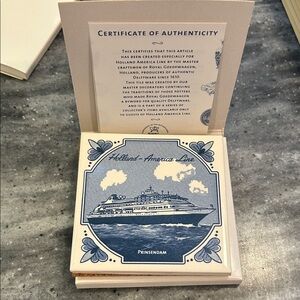 CERTIFICATE OF AUTHENTICITY
THIS CERTIFIES THAT THIS ARTICLE
HAS BEEN CREATED ESPECIALLY FOR
HOLLAND AMERICA LINE BY THE MASTER
CRAFTSMEN OF ROYAL GOEDEWAAGEN,
HOLLAND, PRODUCERS OF AUTHENTIC
DELFTWARE SINCE 1610.
THIS TILE WAS CREATED BY OUR
MASTER DECORATORS CONTINUING
THE TRADITIONS OF THOSE POTTERS
WHO MADE ROYAL GOEDEWAAGEN
A BYWORD FOR QUALITY DELFTWARE,
AND IS A PART OF A SERIES OF
COLLECTOR'S ITEMS AVAILABLE ONLY
TO GUESTS OF HOLLAND AMERICA LINE.
Holland-America Line
PRINSENDAM